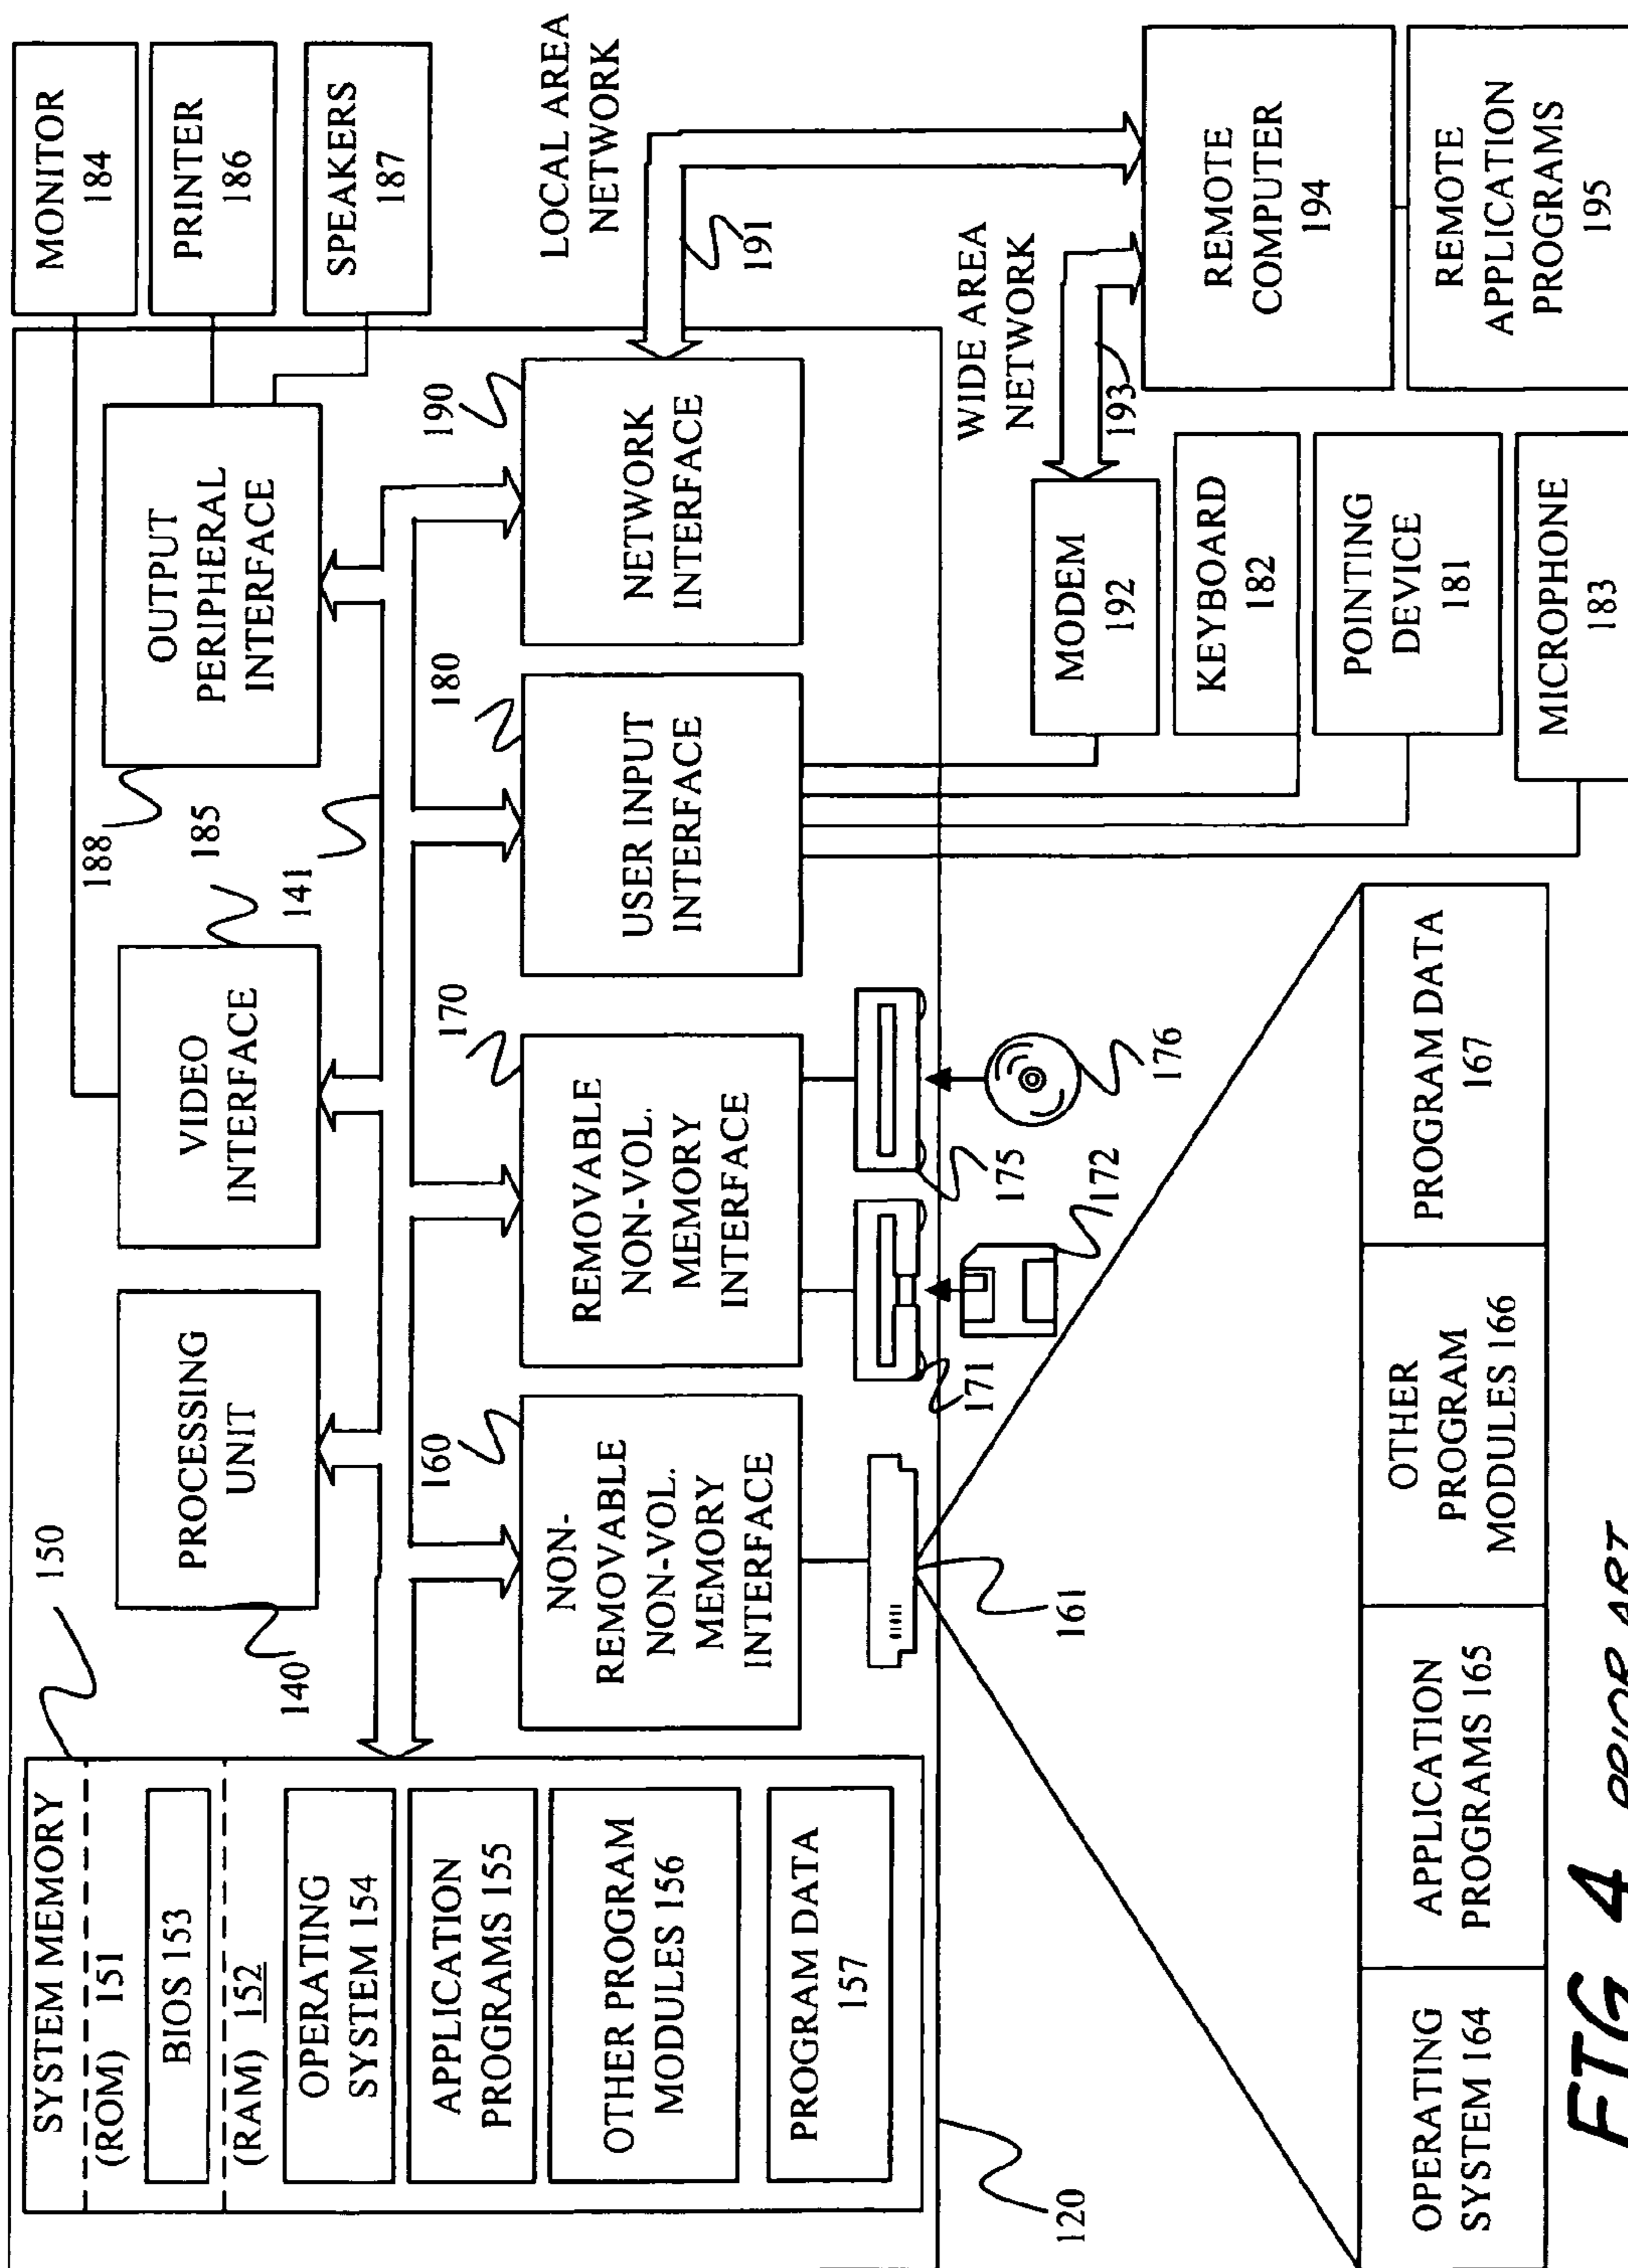 SYSTEM MEMORY
(ROM) 151
BIOS 153
(RAM) 152
OPERATING
SYSTEM 154
APPLICATION
PROGRAMS 155
OTHER PROGRAM
MODULES 156
PROGRAM DATA
157
120
150
PROCESSING
UNIT
140
VIDEO
INTERFACE
185
141
188
OUTPUT
PERIPHERAL
INTERFACE
MONITOR
184
PRINTER
186
SPEAKERS
187
160
NON-
REMOVABLE
NON-VOL.
MEMORY
INTERFACE
170
REMOVABLE
NON-VOL.
MEMORY
INTERFACE
180
USER INPUT
INTERFACE
190
NETWORK
INTERFACE
LOCAL AREA
NETWORK
191
161
171
172
175
176
WIDE AREA
NETWORK
193
MODEM
192
KEYBOARD
182
POINTING
DEVICE
181
MICROPHONE
183
REMOTE
COMPUTER
194
REMOTE
APPLICATION
PROGRAMS
195
OPERATING
SYSTEM 164
APPLICATION
PROGRAMS 165
OTHER
PROGRAM
MODULES 166
PROGRAM DATA
167
FIG 4 PRIOR ART